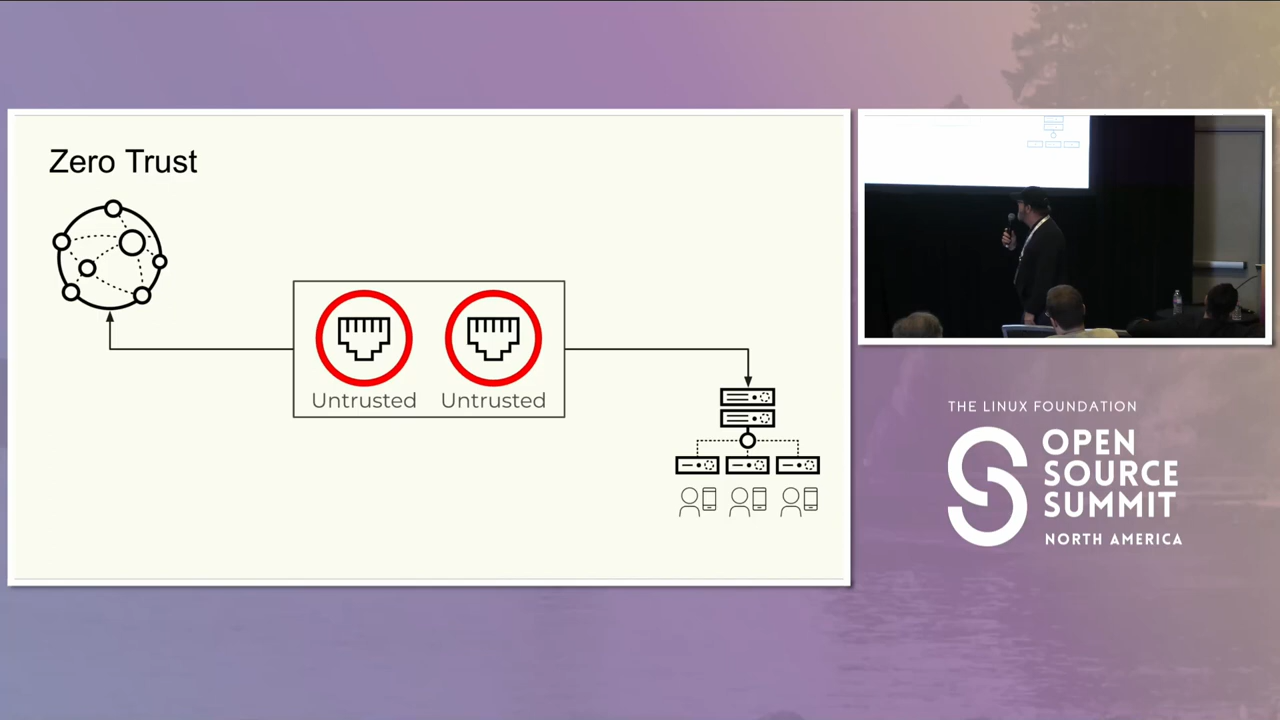 Zero Trust
Untrusted
Untrusted
THE LINUX FOUNDATION
OPEN
SOURCE
SUMMIT
NORTH AMERICA